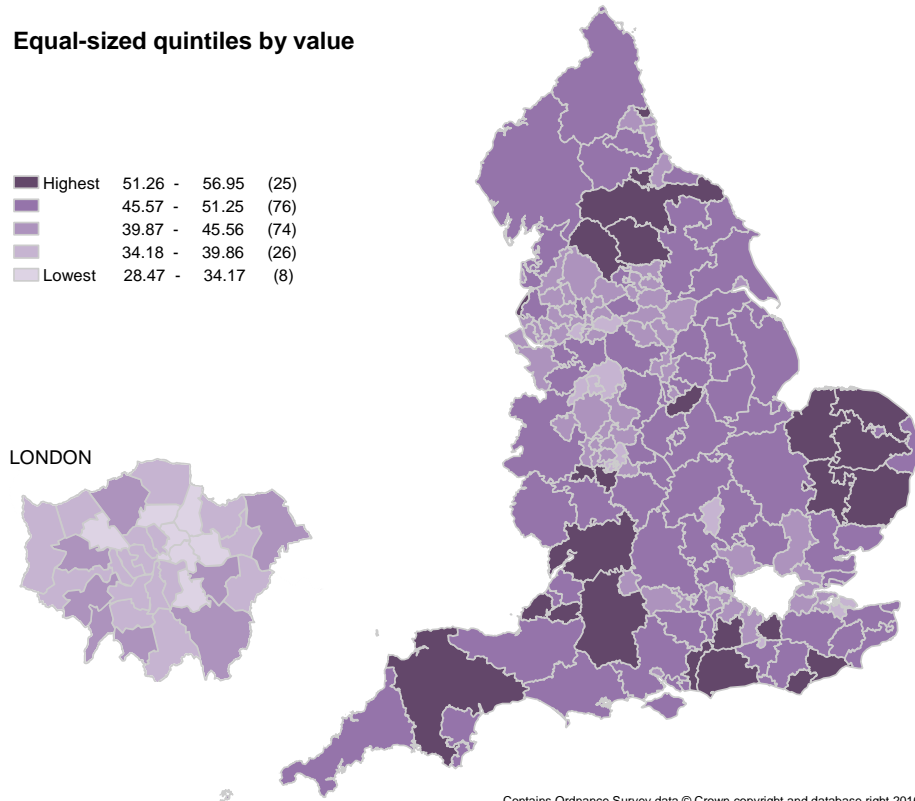 Equal-sized quintiles by value
Highest 51.26 - 56.95 (25)
45.57 - 51.25 (76)
39.87 - 45.56 (74)
34.18 - 39.86 (26)
Lowest 28.47 - 34.17 (8)
LONDON
Contains Ordnance Survey data © Crown copyright and database right 201